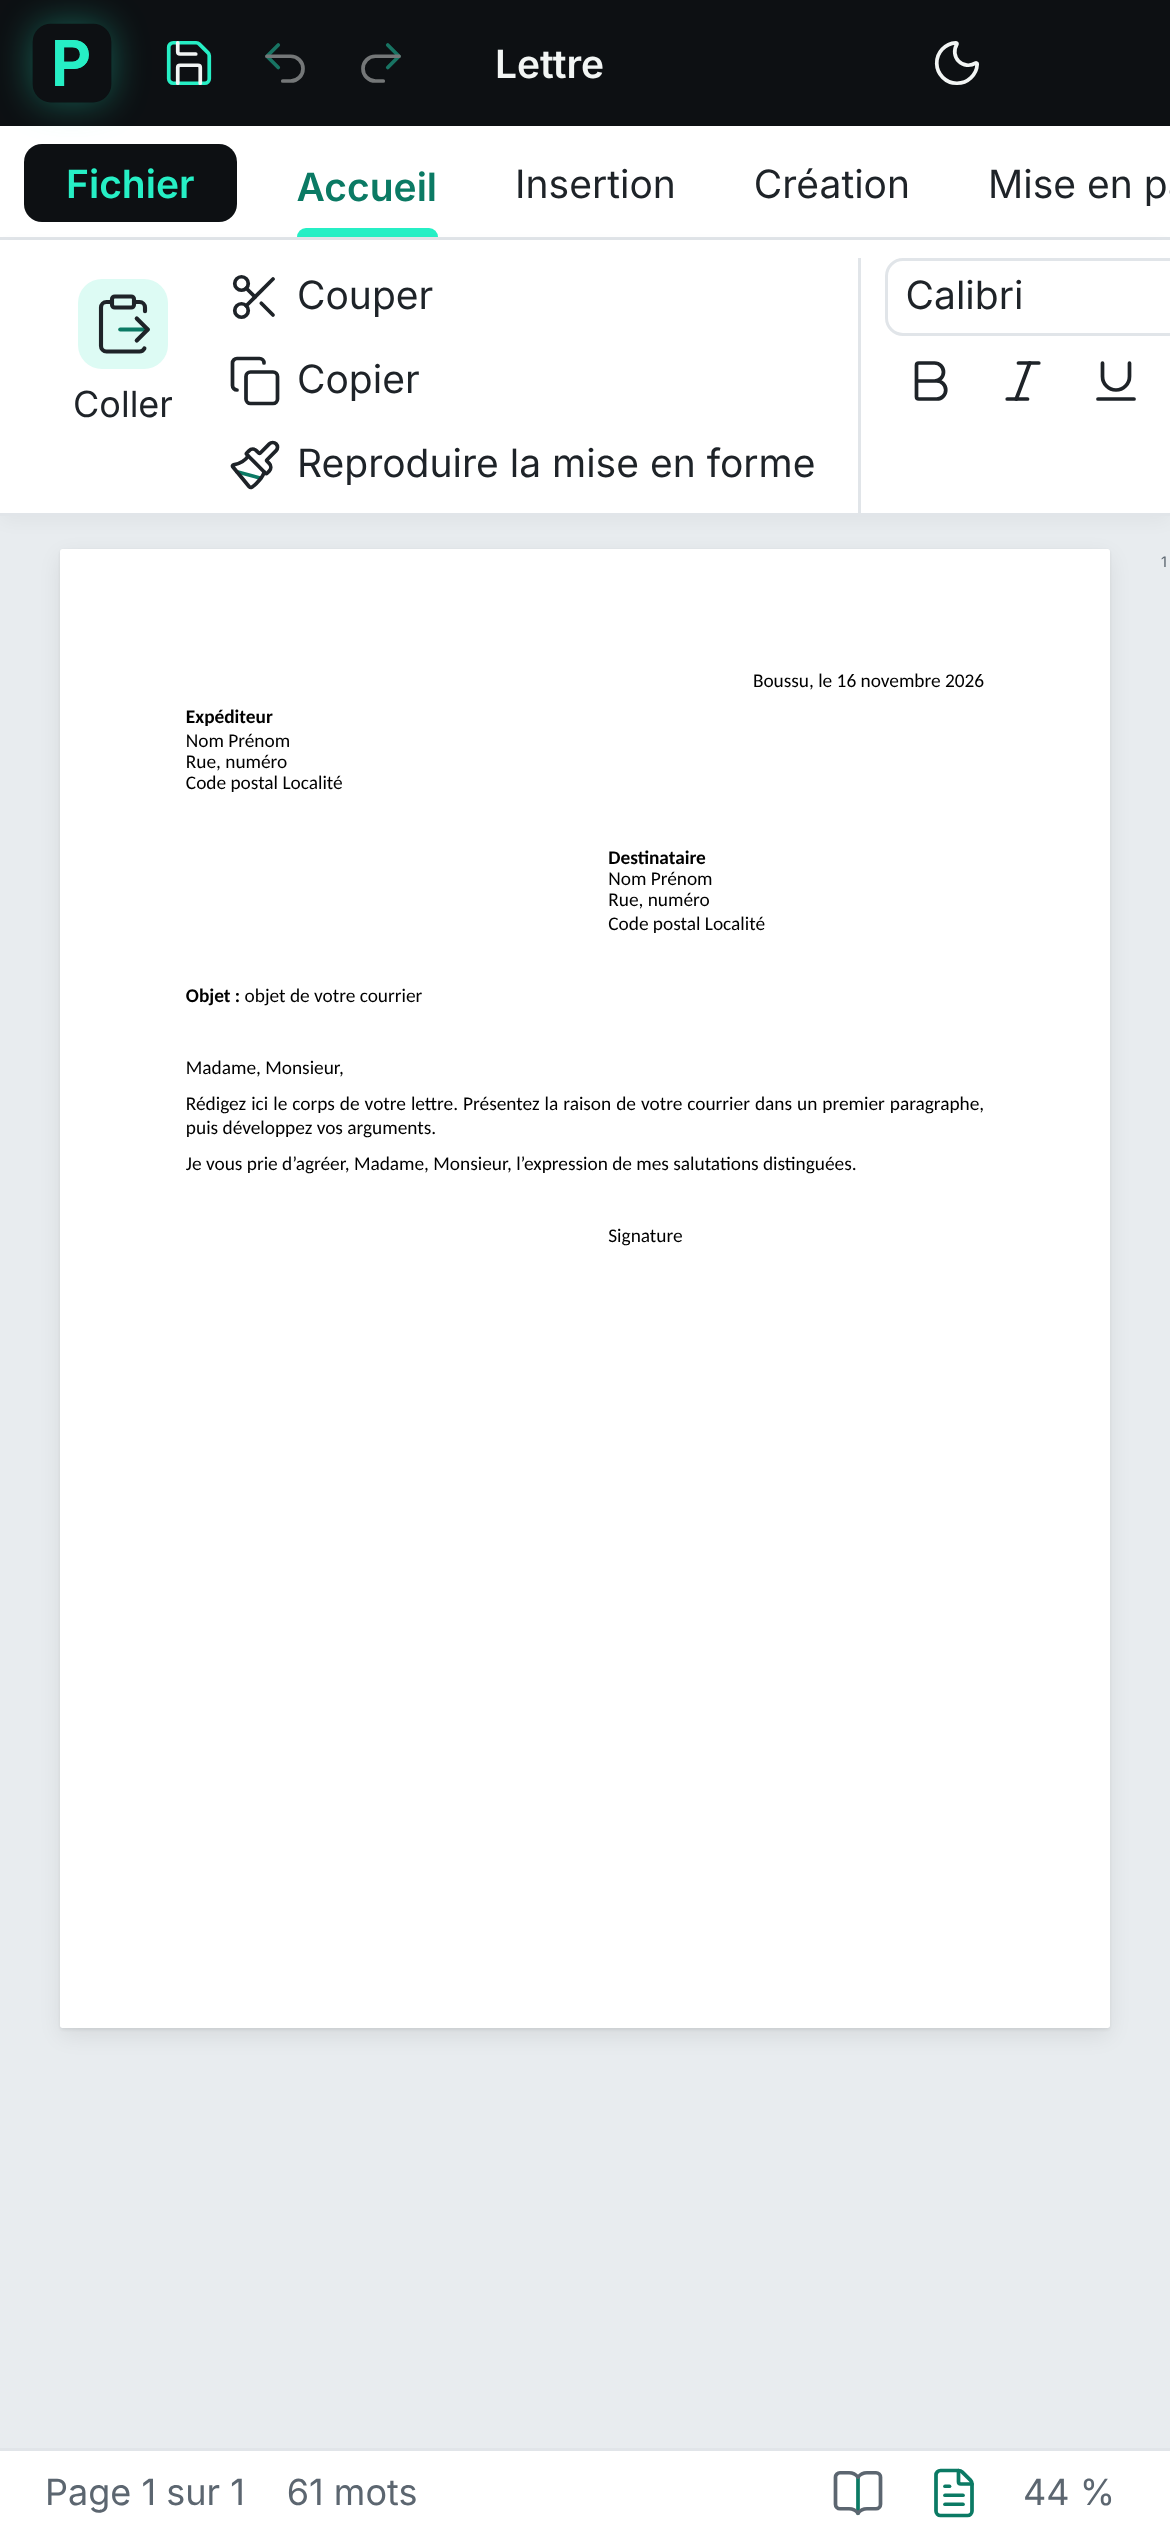 P
Lettre
Fichier Accueil Insertion Création Mise en p
Coller
Couper
Copier
Reproduire la mise en forme
Calibri
B I U
1
Boussu, le 16 novembre 2026
Expéditeur
Nom Prénom
Rue, numéro
Code postal Localité
Destinataire
Nom Prénom
Rue, numéro
Code postal Localité
Objet : objet de votre courrier
Madame, Monsieur,
Rédigez ici le corps de votre lettre. Présentez la raison de votre courrier dans un premier paragraphe,
puis développez vos arguments.
Je vous prie d’agréer, Madame, Monsieur, l’expression de mes salutations distinguées.
Signature
Page 1 sur 1 61 mots 44 %